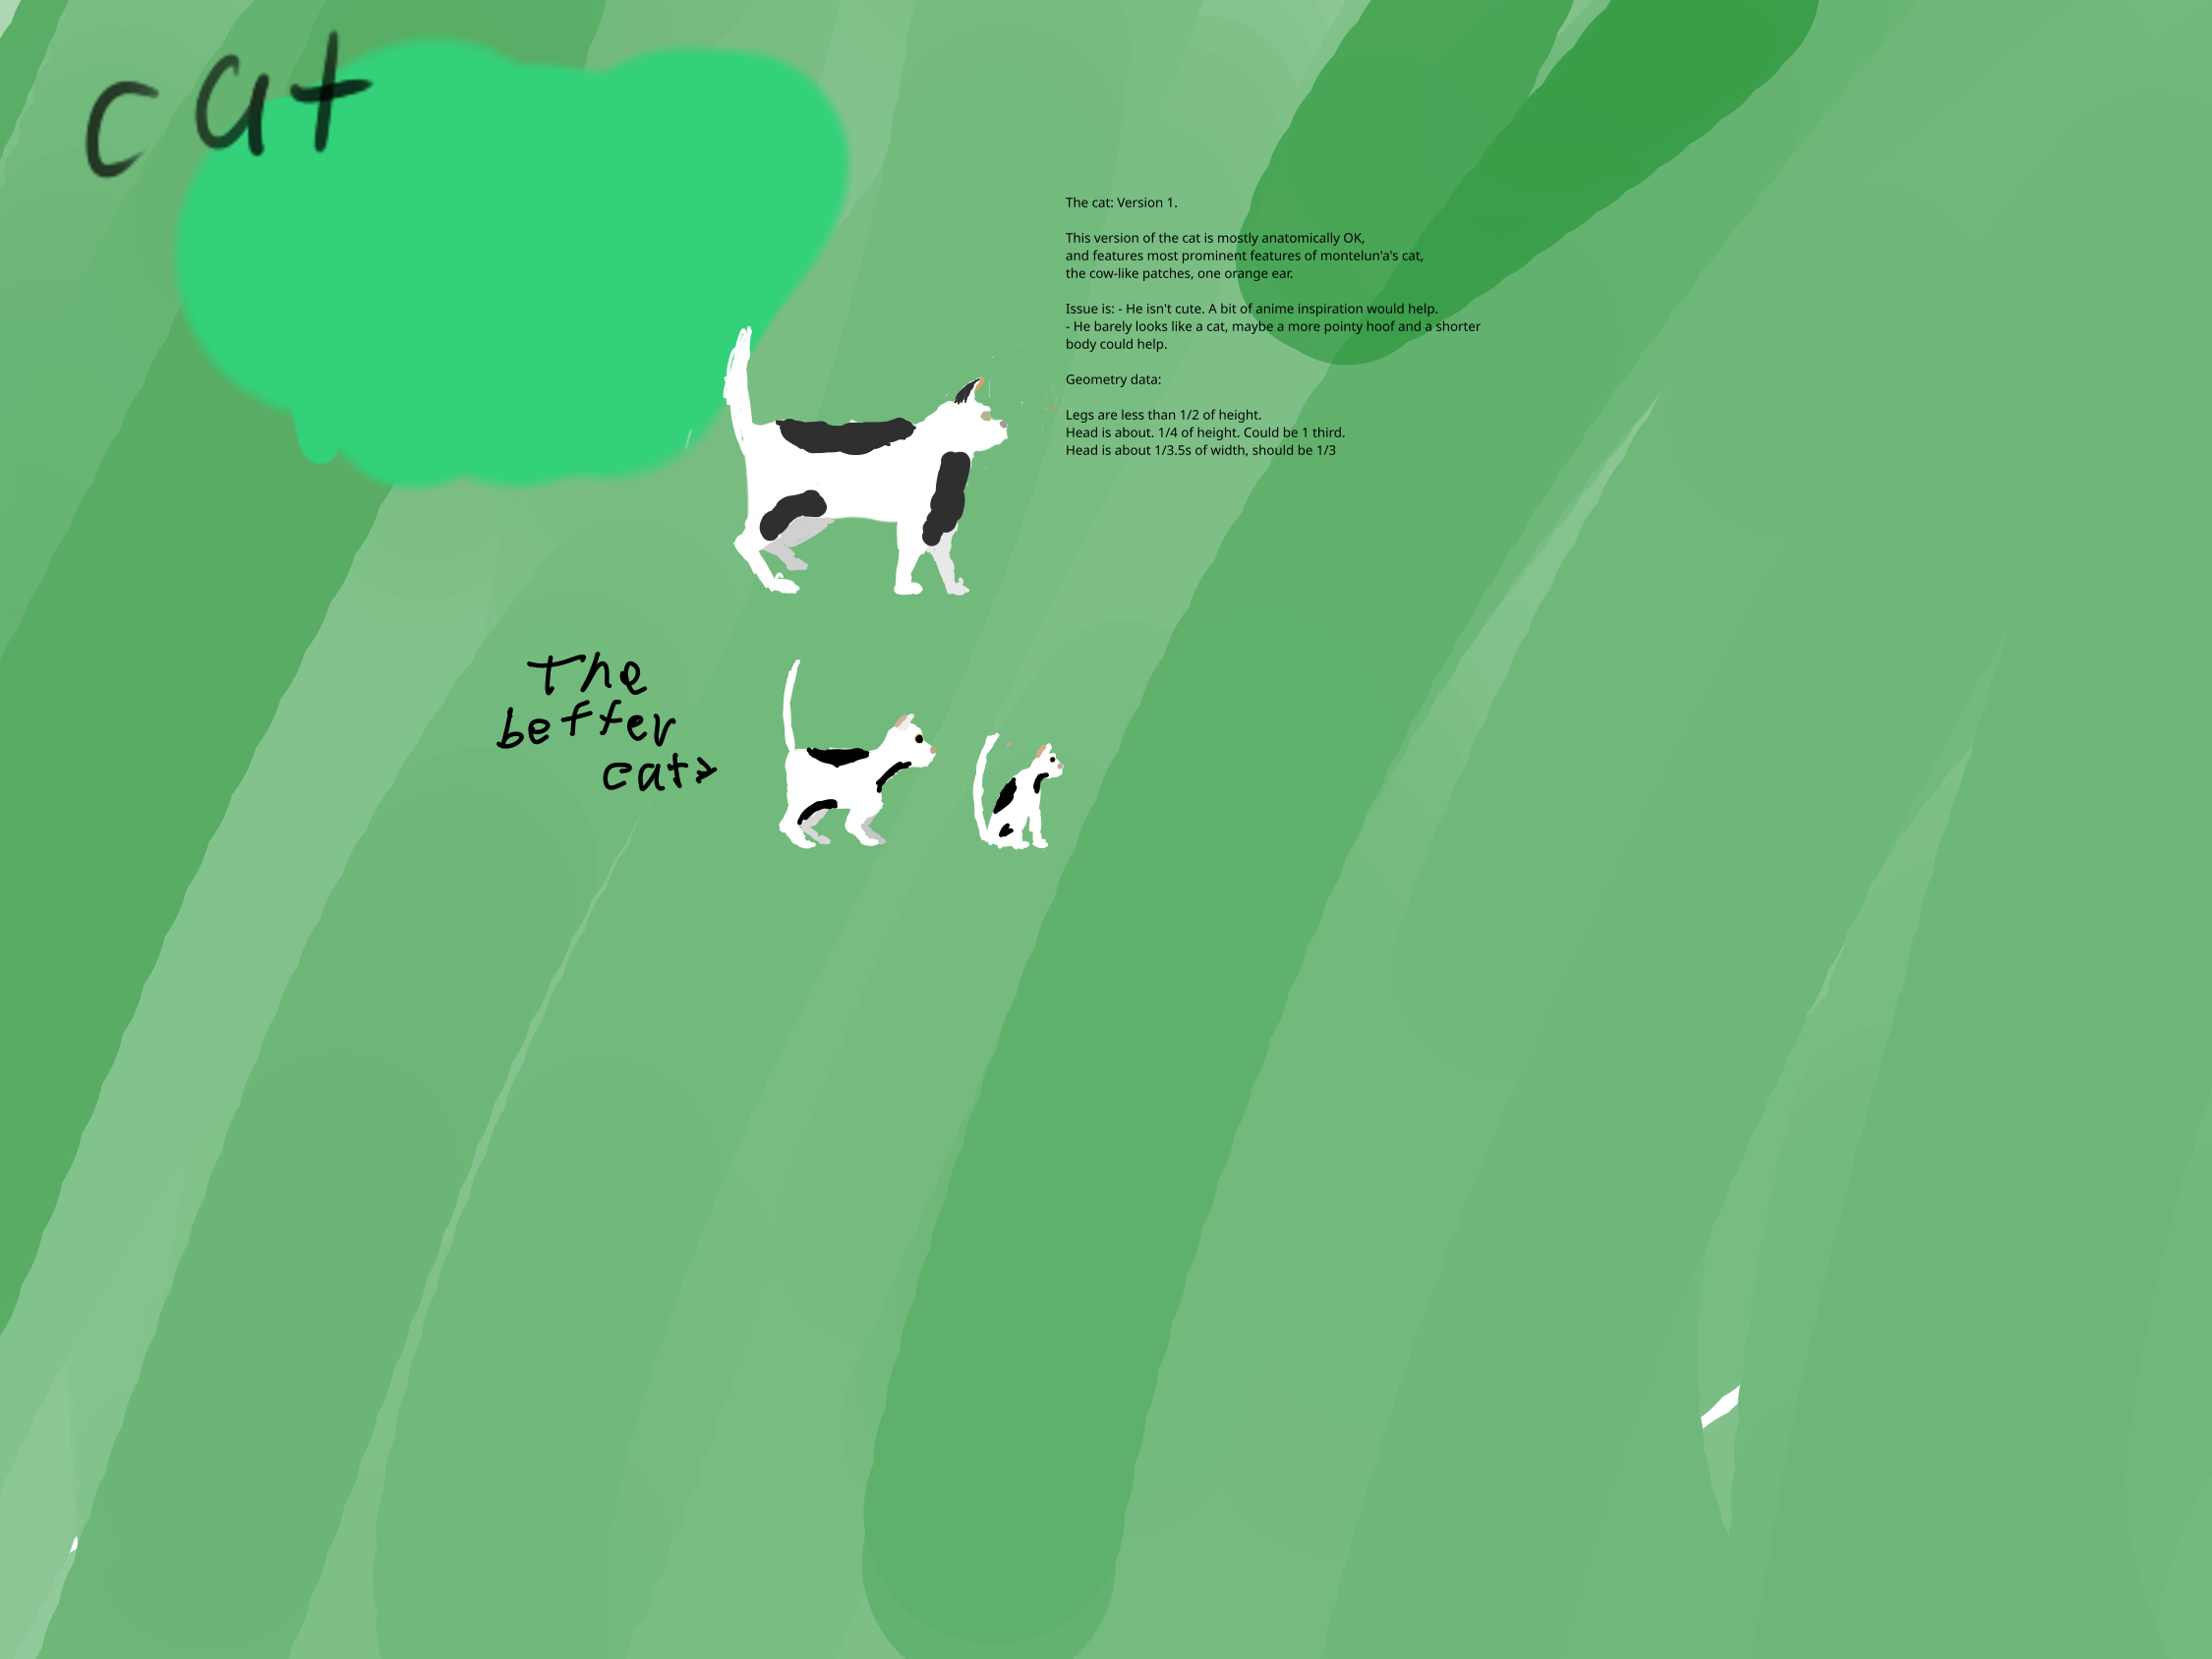 cat
The cat: Version 1.
This version of the cat is mostly anatomically OK,
and features most prominent features of montelun'a's cat,
the cow-like patches, one orange ear.
Issue is: - He isn't cute. A bit of anime inspiration would help.
- He barely looks like a cat, maybe a more pointy hoof and a shorter
body could help.
Geometry data:
Legs are less than 1/2 of height.
Head is about. 1/4 of height. Could be 1 third.
Head is about 1/3.5s of width, should be 1/3
The
better
cat